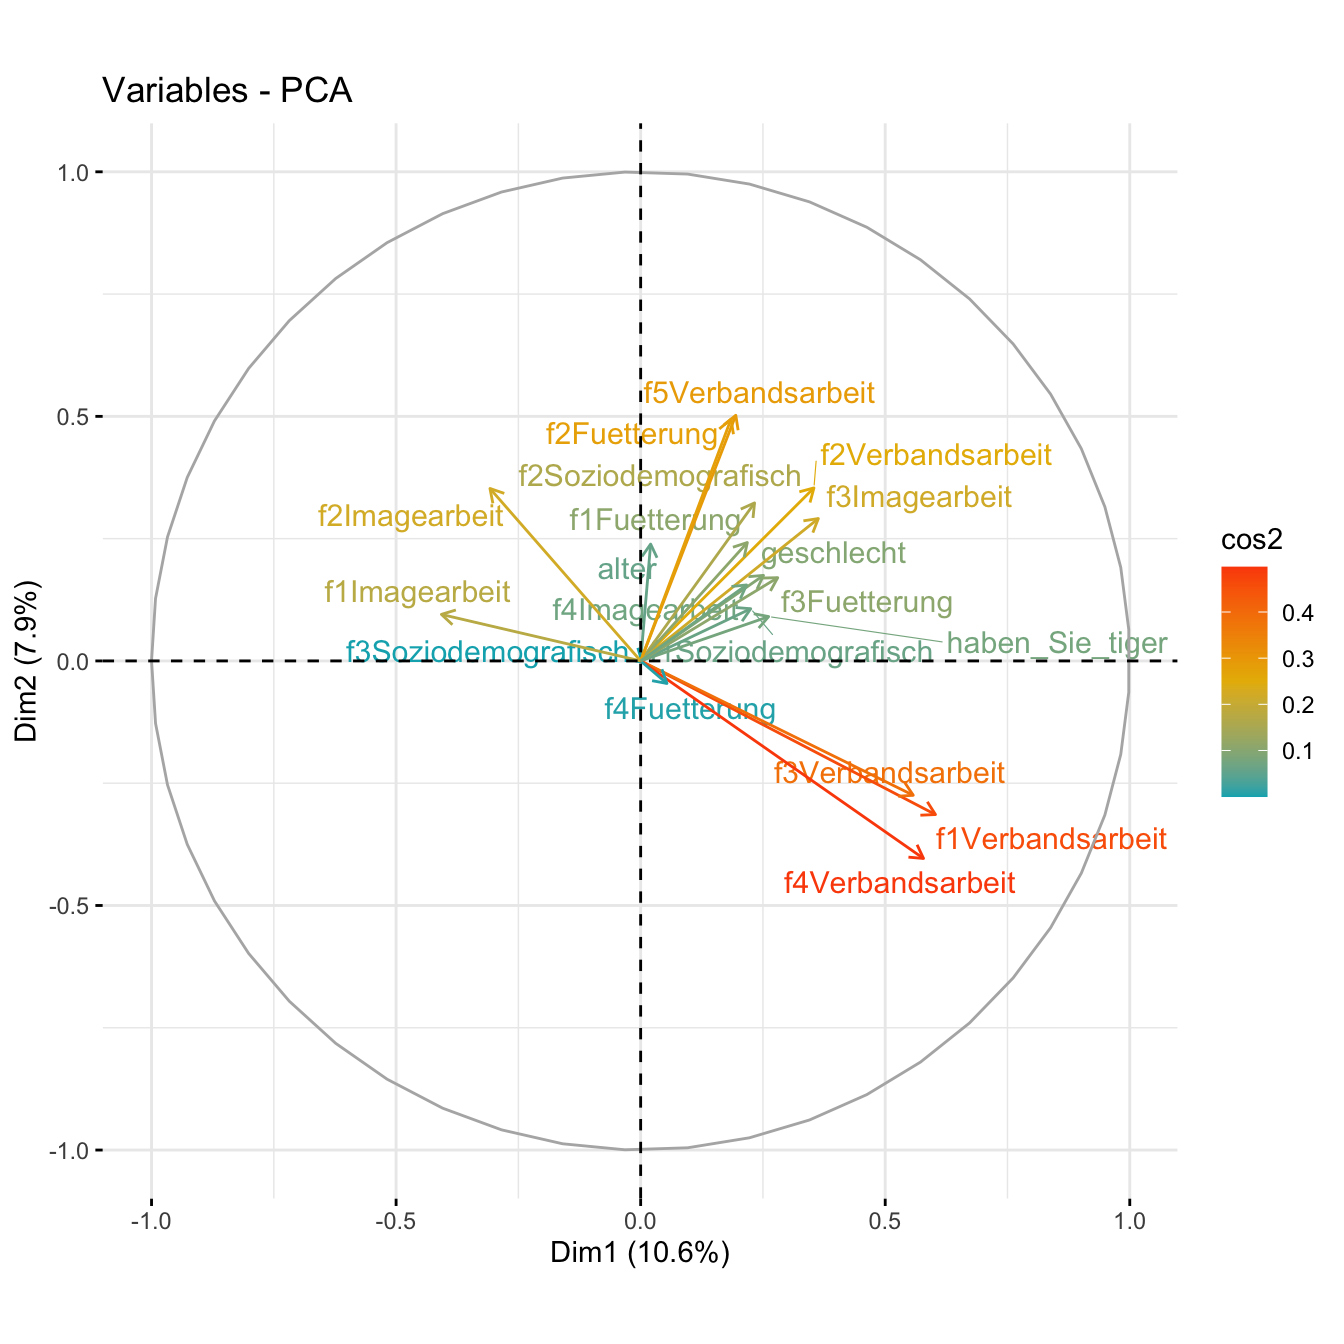 Variables - PCA
f5Verbandsarbeit
f2Fuetterung
f2Verbandsarbeit
f2Soziodemografisch
f3Imagearbeit
f2Imagearbeit
f1Fuetterung
geschlecht
alter
f1Imagearbeit
f4Imagearbeit
f3Fuetterung
f3Soziodemografisch
Soziodemografisch
haben_Sie_tiger
f4Fuetterung
f3Verbandsarbeit
f1Verbandsarbeit
f4Verbandsarbeit
1.0
0.5
0.0
-0.5
-1.0
Dim2 (7.9%)
-1.0
-0.5
0.0
0.5
1.0
Dim1 (10.6%)
cos2
0.4
0.3
0.2
0.1